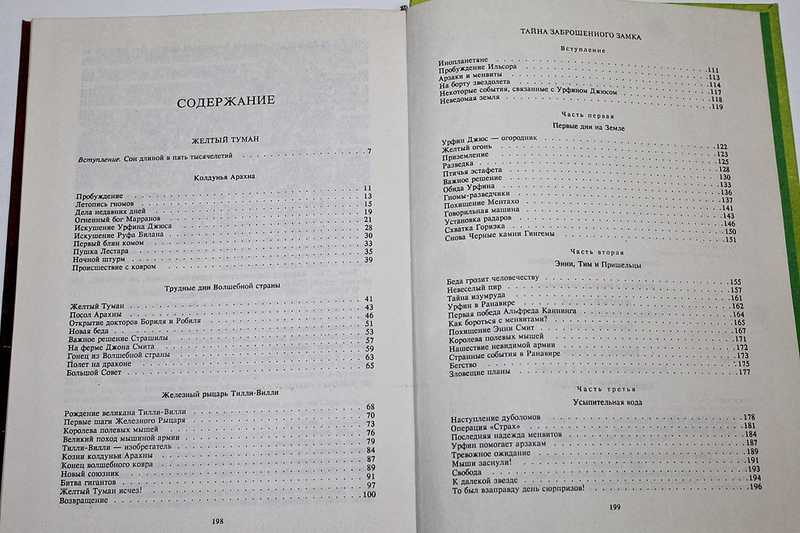 СОДЕРЖАНИЕ
ЖЕЛТЫЙ ТУМАН
Вступление. Сон длиной в пять тысячелетий . . . 7
Колдунья Арахна
Пробуждение . . . 11
Летопись гномов . . . 13
Дела недавних дней . . . 15
Огненный бог Марранов . . . 19
Искушение Урфина Джюса . . . 21
Искушение Руфа Билана . . . 28
Первый блин комом . . . 30
Пушка Лестара . . . 33
Ночной штурм . . . 35
Происшествие с ковром . . . 39
Трудные дни Волшебной страны
Желтый Туман . . . 41
Посол Арахны . . . 43
Открытие докторов Бориля и Робиля . . . 46
Новая беда . . . 51
Важное решение Страшилы . . . 53
На ферме Джона Смита . . . 57
Гонец из Волшебной страны . . . 59
Полет на драконе . . . 63
Большой Совет . . . 65
Железный рыцарь Тилли-Вилли
Рождение великана Тилли-Вилли . . . 68
Первые шаги Железного Рыцаря . . . 70
Королева полевых мышей . . . 73
Великий поход мышиной армии . . . 76
Тилли-Вилли — изобретатель . . . 79
Козни колдуньи Арахны . . . 84
Конец волшебного ковра . . . 87
Новый союзник . . . 89
Битва гигантов . . . 91
Желтый Туман исчез! . . . 97
Возвращение . . . 100
198
ТАЙНА ЗАБРОШЕННОГО ЗАМКА
Вступление
Инопланетяне . . . 111
Пробуждение Ильсора . . . 113
Арзаки и менвиты . . . 114
На борту звездолета . . . 117
Некоторые события, связанные с Урфином Джюсом . . . 118
Неведомая земля . . . 119
Часть первая
Первые дни на Земле
Урфин Джюс — огородник . . . 122
Желтый огонь . . . 123
Приземление . . . 125
Разведка . . . 128
Птичья эстафета . . . 130
Важное решение . . . 133
Обида Урфина . . . 136
Гномы-разведчики . . . 137
Похищение Ментахо . . . 141
Говорильная машина . . . 143
Установка радаров . . . 146
Схватка Горизка . . . 150
Снова Черные камни Гингемы . . . 151
Часть вторая
Энни, Тим и Пришельцы
Беда грозит человечеству . . . 155
Невеселый пир . . . 157
Тайна изумруда . . . 161
Урфин в Ранавире . . . 162
Первая победа Альфреда Каннинга . . . 164
Как бороться с менвитами? . . . 165
Похищение Энни Смит . . . 167
Королева полевых мышей . . . 171
Нашествие невидимой армии . . . 172
Странные события в Ранавире . . . 173
Бегство . . . 175
Зловещие планы . . . 177
Часть третья
Усыпительная вода
Наступление дуболомов . . . 178
Операция «Страх» . . . 181
Последняя надежда менвитов . . . 184
Урфин помогает арзакам . . . 187
Тревожное ожидание . . . 189
Мыши заснули! . . . 191
Свобода . . . 193
К далекой звезде . . . 194
То был взаправду день сюрпризов! . . . 196
199